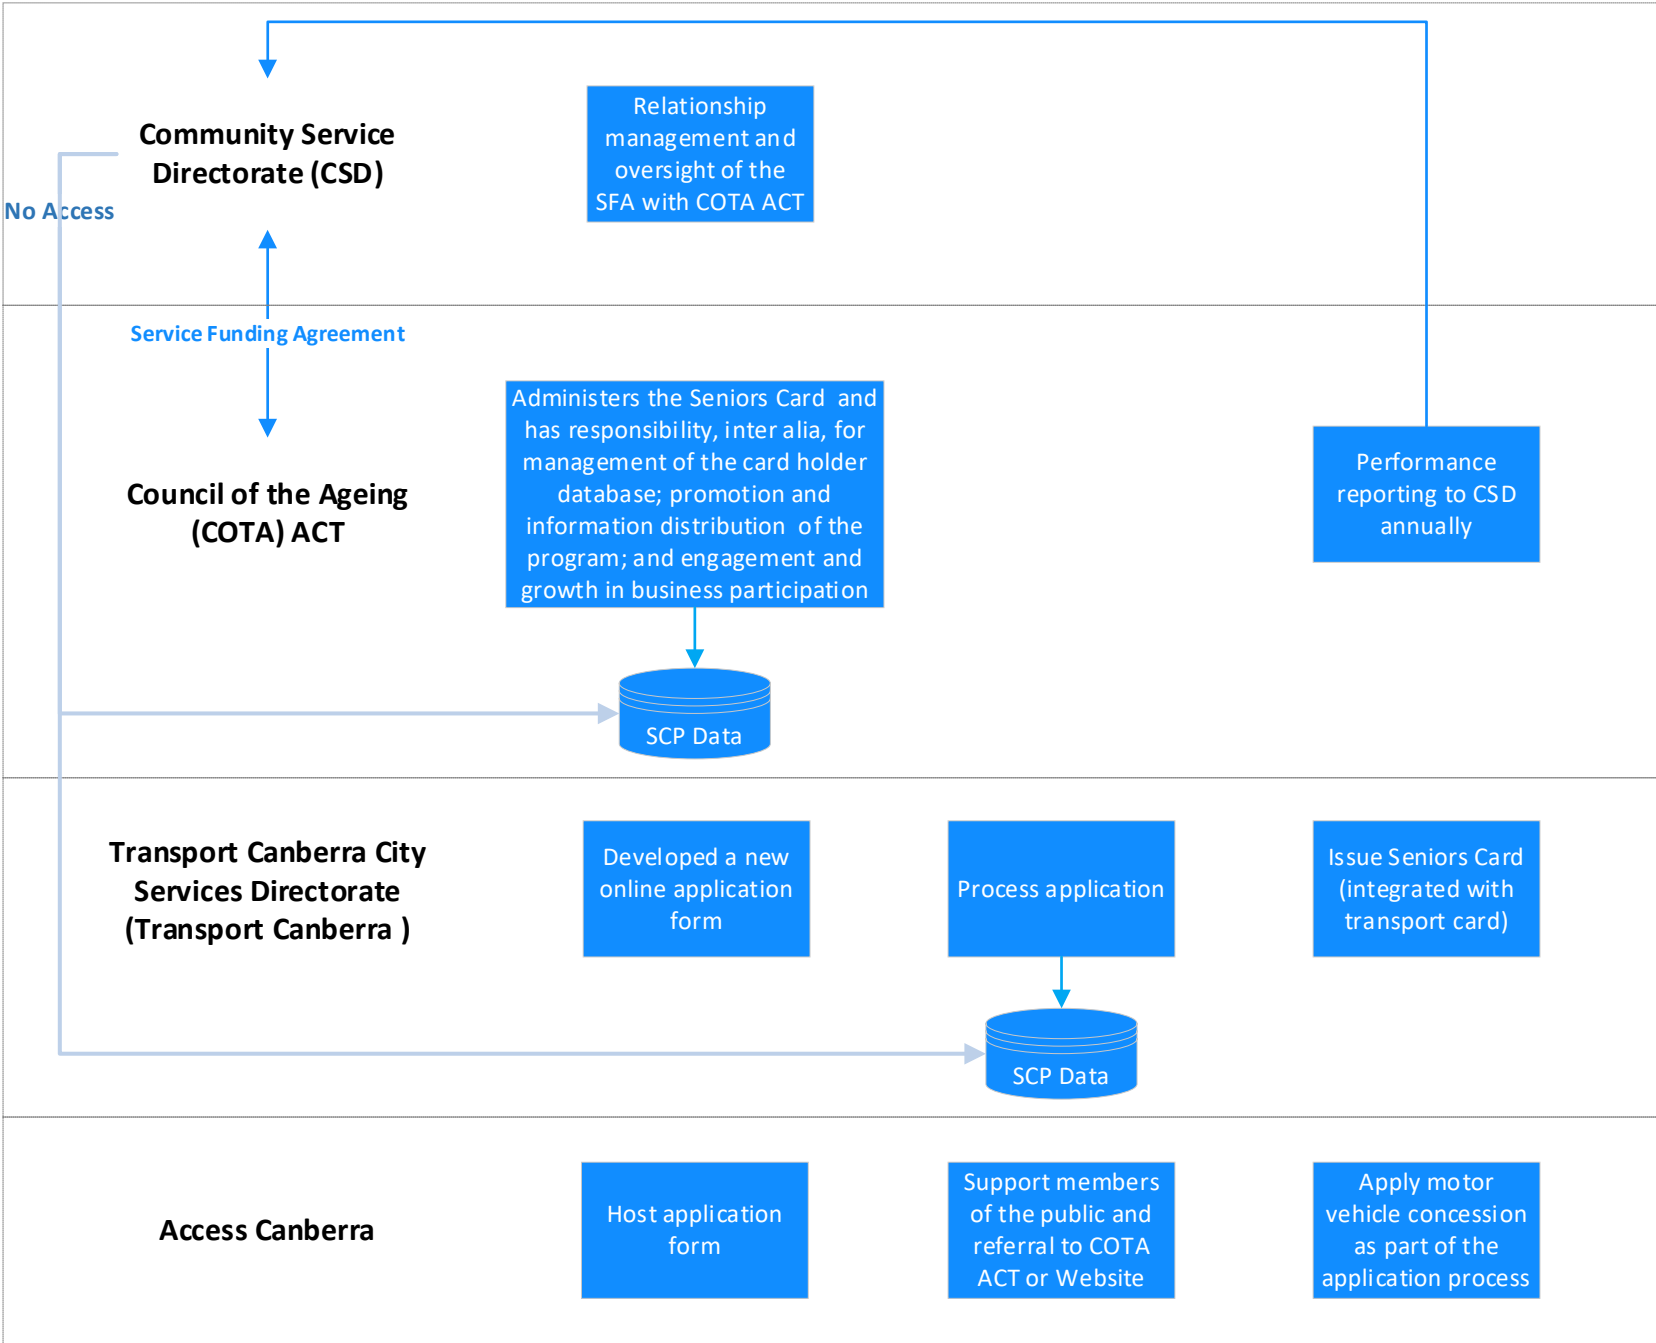 Community Service
Directorate (CSD)
No Access
Relationship
management and
oversight of the
SFA with COTA ACT
Service Funding Agreement
Council of the Ageing
(COTA) ACT
Administers the Seniors Card and
has responsibility, inter alia, for
management of the card holder
database; promotion and
information distribution of the
program; and engagement and
growth in business participation
Performance
reporting to CSD
annually
SCP Data
Transport Canberra City
Services Directorate
(Transport Canberra )
Developed a new
online application
form
Process application
Issue Seniors Card
(integrated with
transport card)
SCP Data
Access Canberra
Host application
form
Support members
of the public and
referral to COTA
ACT or Website
Apply motor
vehicle concession
as part of the
application process